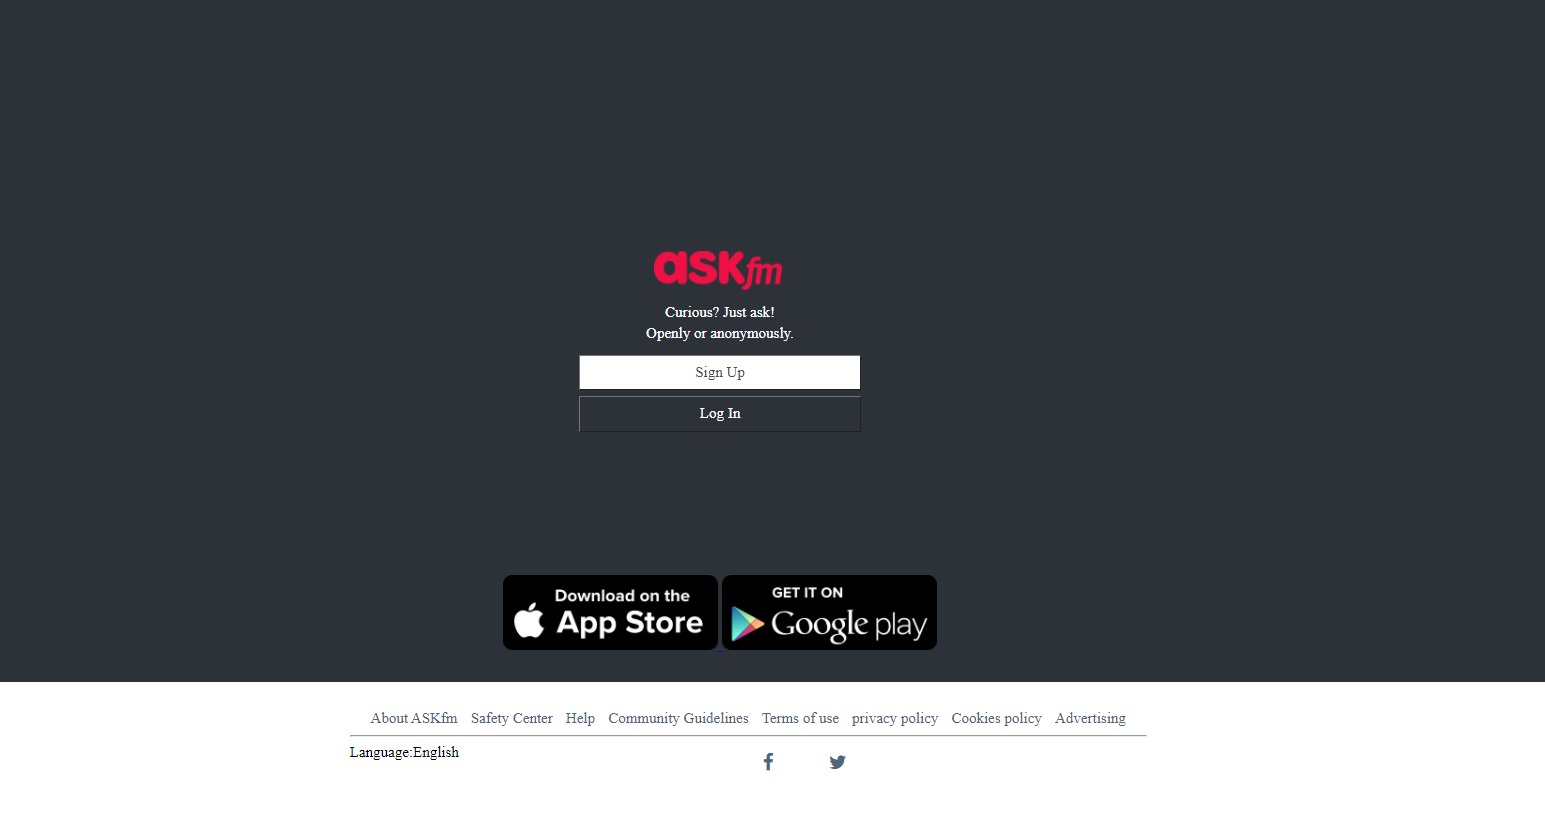 ASKfm
Curious? Just ask!
Openly or anonymously.
Sign Up
Log In
Download on the
App Store
GET IT ON
Google play
About ASKfm Safety Center Help Community Guidelines Terms of use privacy policy Cookies policy Advertising
Language:English